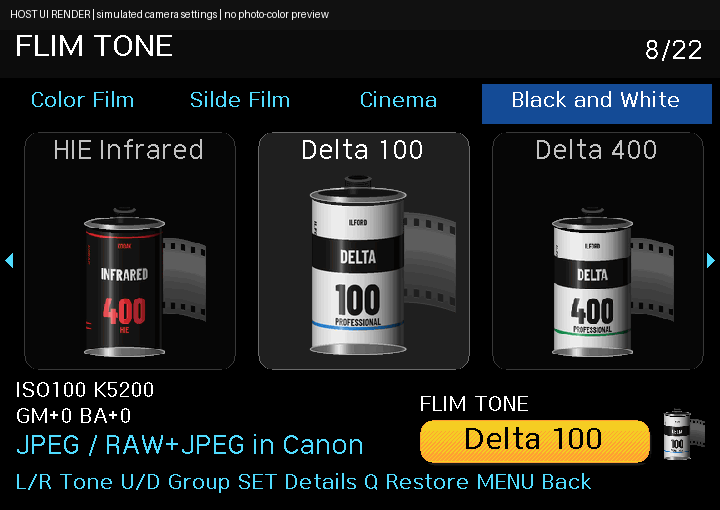 HOST UI RENDER | simulated camera settings | no photo-color preview
FLIM TONE
8/22
Color Film
Silde Film
Cinema
Black and White
HIE Infrared
Delta 100
Delta 400
INFRARED
400
HIE
ILFORD
DELTA
100
PROFESSIONAL
ILFORD
DELTA
400
PROFESSIONAL
ISO100 K5200
GM+0 BA+0
JPEG / RAW+JPEG in Canon
FLIM TONE
Delta 100
DELTA
100
L/R Tone U/D Group SET Details Q Restore MENU Back